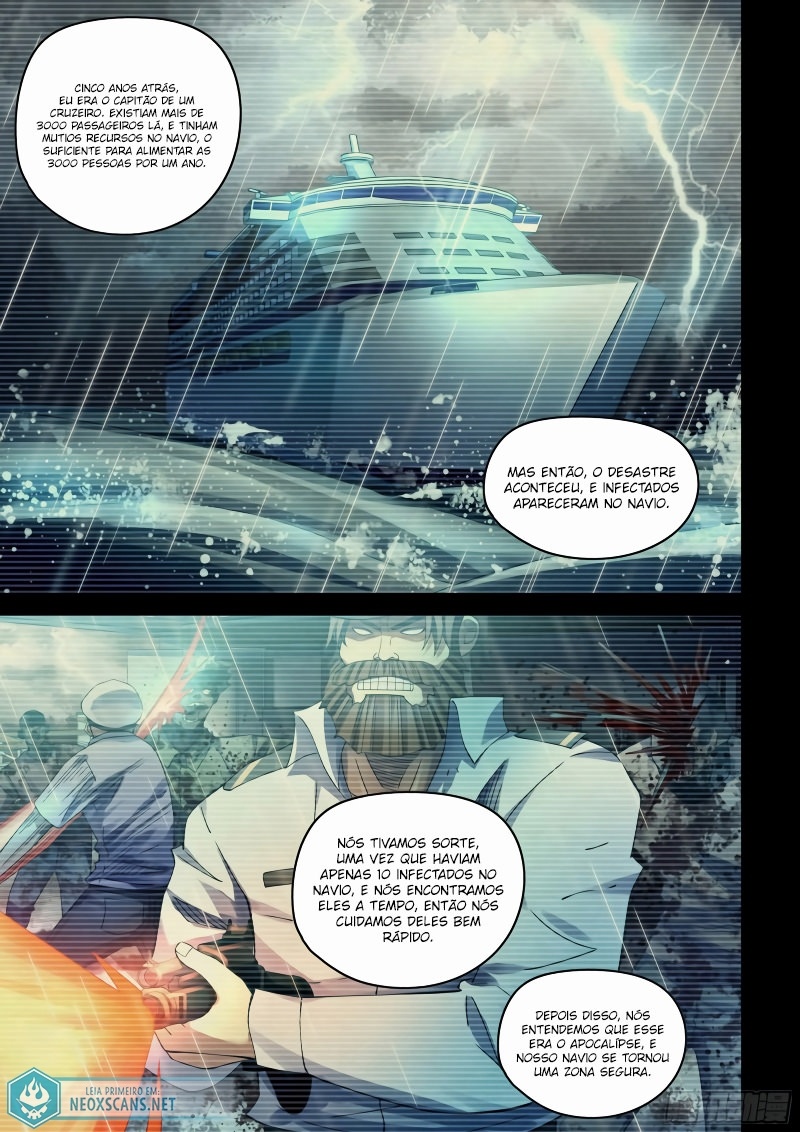 CINCO ANOS ATRÁS,
EU ERA O CAPITÃO DE UM
CRUZEIRO. EXISTIAM MAIS DE
3000 PASSAGEIROS LÁ, E TINHAM
MUTIOS RECURSOS NO NAVIO, O
SUFICIENTE PARA ALIMENTAR AS
3000 PESSOAS POR UM ANO.
MAS ENTÃO, O DESASTRE
ACONTECEU, E INFECTADOS
APARECERAM NO NAVIO.
NÓS TIVAMOS SORTE,
UMA VEZ QUE HAVIAM
APENAS 10 INFECTADOS NO
NAVIO, E NÓS ENCONTRAMOS
ELES A TEMPO, ENTÃO NÓS
CUIDAMOS DELES BEM
RÁPIDO.
DEPOIS DISSO, NÓS
ENTENDEMOS QUE ESSE
ERA O APOCALÍPSE, E
NOSSO NAVIO SE TORNOU
UMA ZONA SEGURA.
LEIA PRIMEIRO EM:
NEOXSCANS.NET